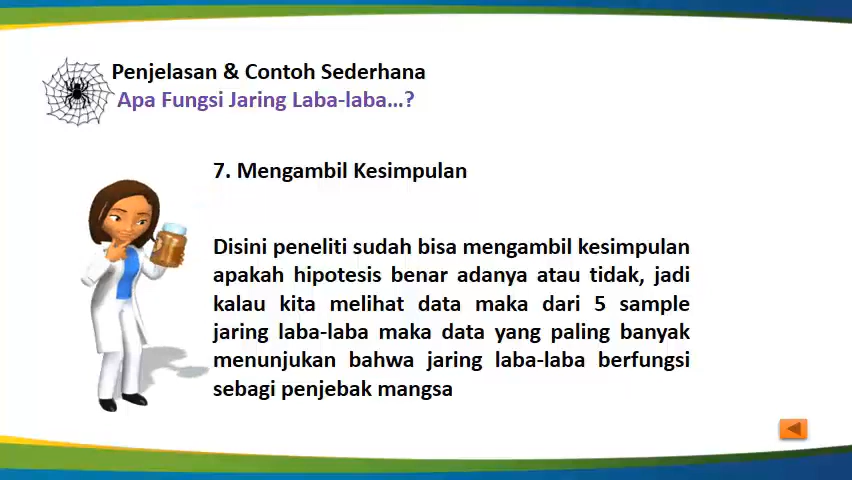 Penjelasan & Contoh Sederhana
Apa Fungsi Jaring Laba-laba...?
7. Mengambil Kesimpulan
Disini peneliti sudah bisa mengambil kesimpulan
apakah hipotesis benar adanya atau tidak, jadi
kalau kita melihat data maka dari 5 sample
jaring laba-laba maka data yang paling banyak
menunjukan bahwa jaring laba-laba berfungsi
sebagi penjebak mangsa